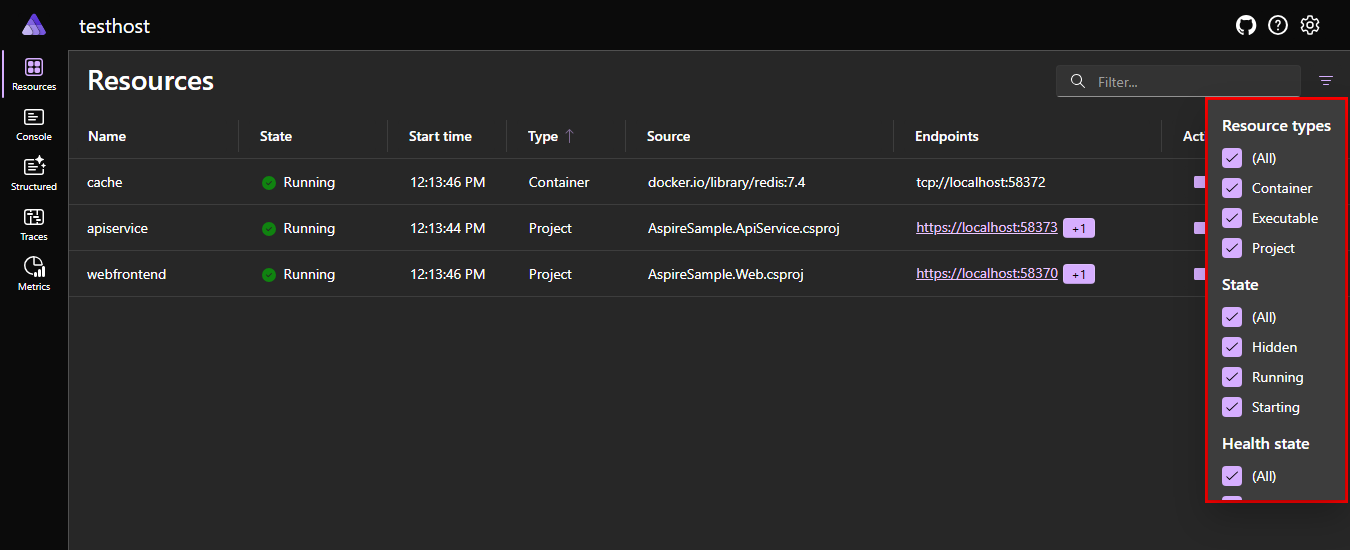 testhost
Resources
Console
Structured
Traces
Metrics
Resources
Filter...
Name State Start time Type Source Endpoints Act
cache Running 12:13:46 PM Container docker.io/library/redis:7.4 tcp://localhost:58372
apiservice Running 12:13:44 PM Project AspireSample.ApiService.csproj https://localhost:58373 +1
webfrontend Running 12:13:46 PM Project AspireSample.Web.csproj https://localhost:58370 +1
Resource types
(All)
Container
Executable
Project
State
(All)
Hidden
Running
Starting
Health state
(All)